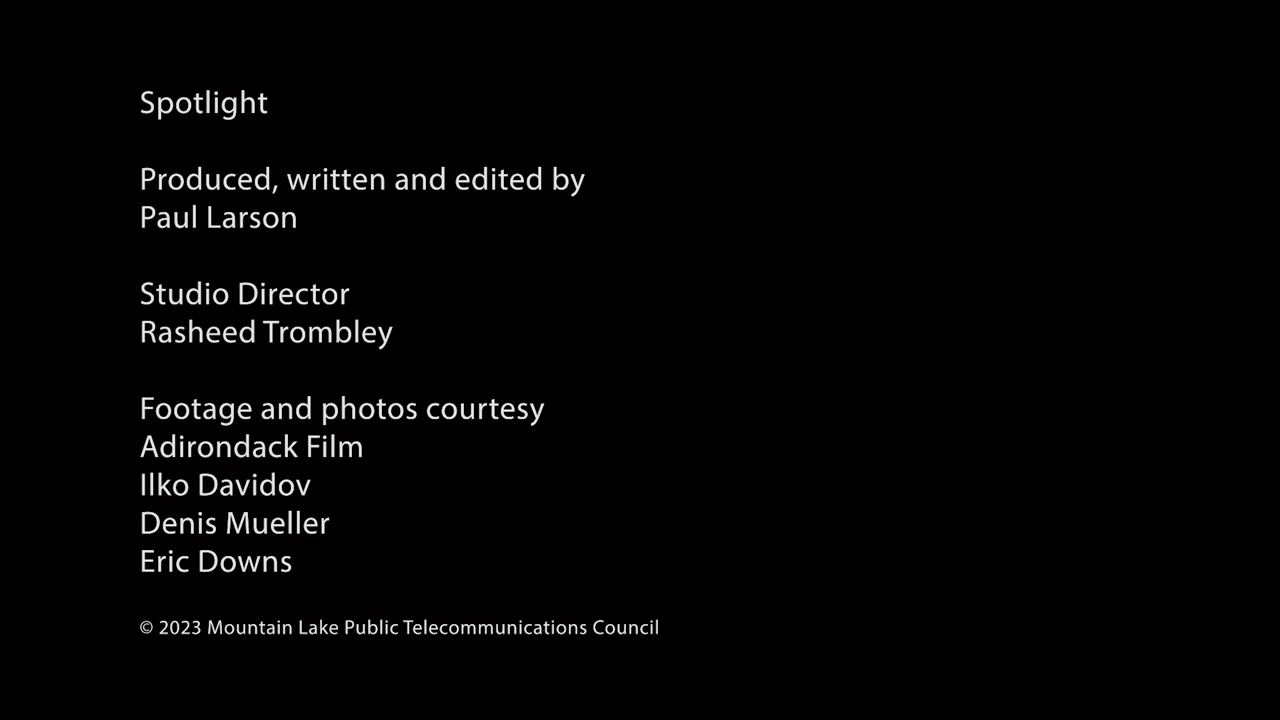 Spotlight
Produced, written and edited by
Paul Larson
Studio Director
Rasheed Trombley
Footage and photos courtesy
Adirondack Film
Ilko Davidov
Denis Mueller
Eric Downs
© 2023 Mountain Lake Public Telecommunications Council